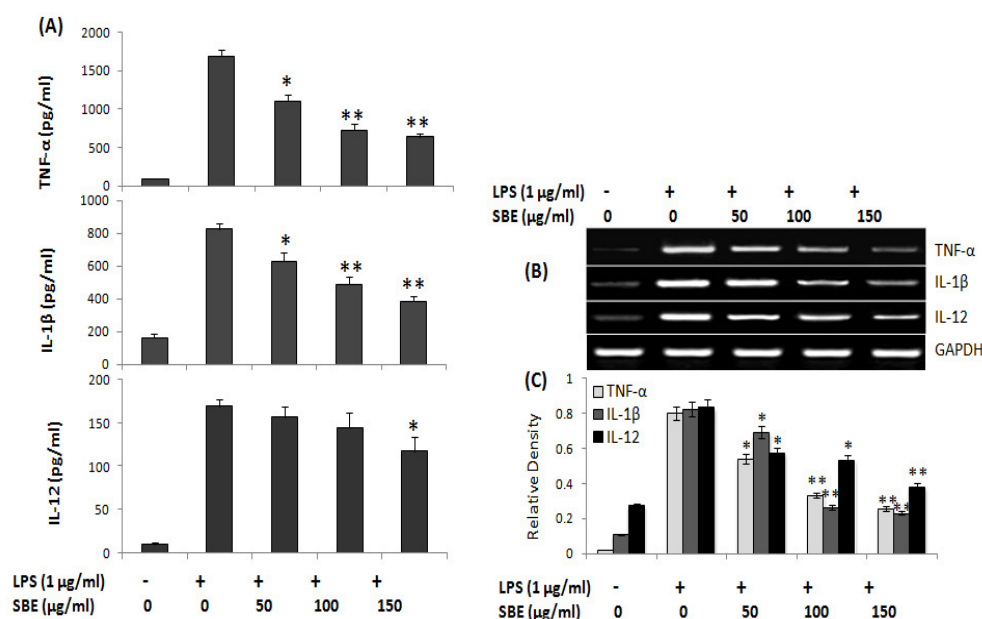 (A)
TNF-α (pg/ml)
2000
1500
1000
500
0
*
**
**
IL-1β (pg/ml)
1000
800
600
400
200
0
*
**
**
IL-12 (pg/ml)
200
150
100
50
0
*
LPS (1 µg/ml) - + + + +
SBE (µg/ml) 0 0 50 100 150
LPS (1 µg/ml) - + + + +
SBE (µg/ml) 0 0 50 100 150
(B)
TNF-α
IL-1β
IL-12
GAPDH
(C)
Relative Density
1
0.8
0.6
0.4
0.2
0
TNF-α
IL-1β
IL-12
* * *
** ** *
** ** **
LPS (1 µg/ml) - + + + +
SBE (µg/ml) 0 0 50 100 150